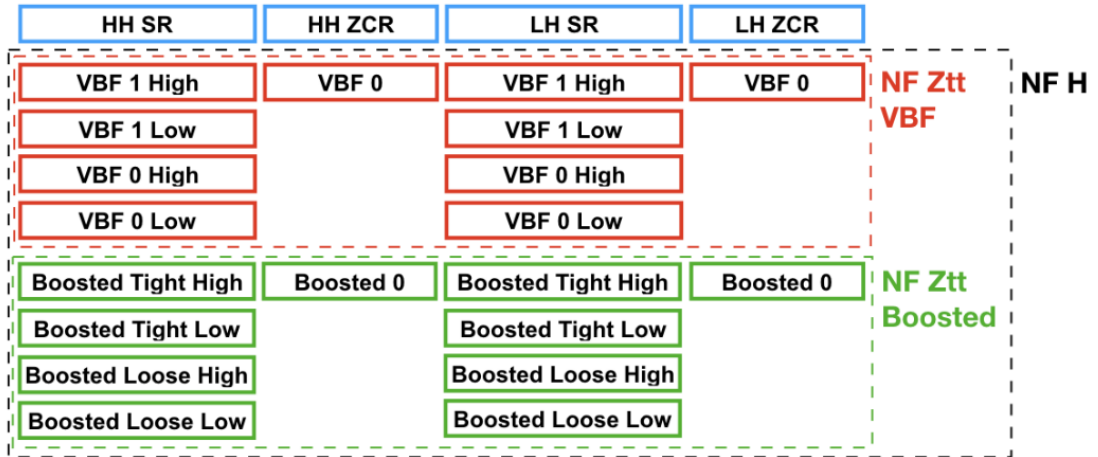 HH SR HH ZCR LH SR LH ZCR
VBF 1 High VBF 0 VBF 1 High VBF 0 NF Ztt NF H
VBF 1 Low VBF 1 Low VBF
VBF 0 High VBF 0 High
VBF 0 Low VBF 0 Low
Boosted Tight High Boosted 0 Boosted Tight High Boosted 0 NF Ztt
Boosted Tight Low Boosted Tight Low Boosted
Boosted Loose High Boosted Loose High
Boosted Loose Low Boosted Loose Low